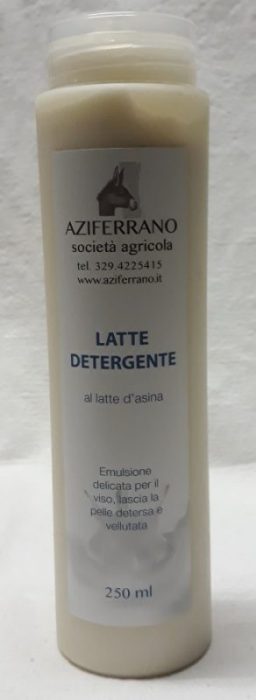 AZIFERRANO
società agricola
tel. 329.4225415
www.aziferrano.it
LATTE
DETERGENTE
al latte d'asina
Emulsione
delicata per il
viso, lascia la
pelle detersa e
vellutata
250 ml